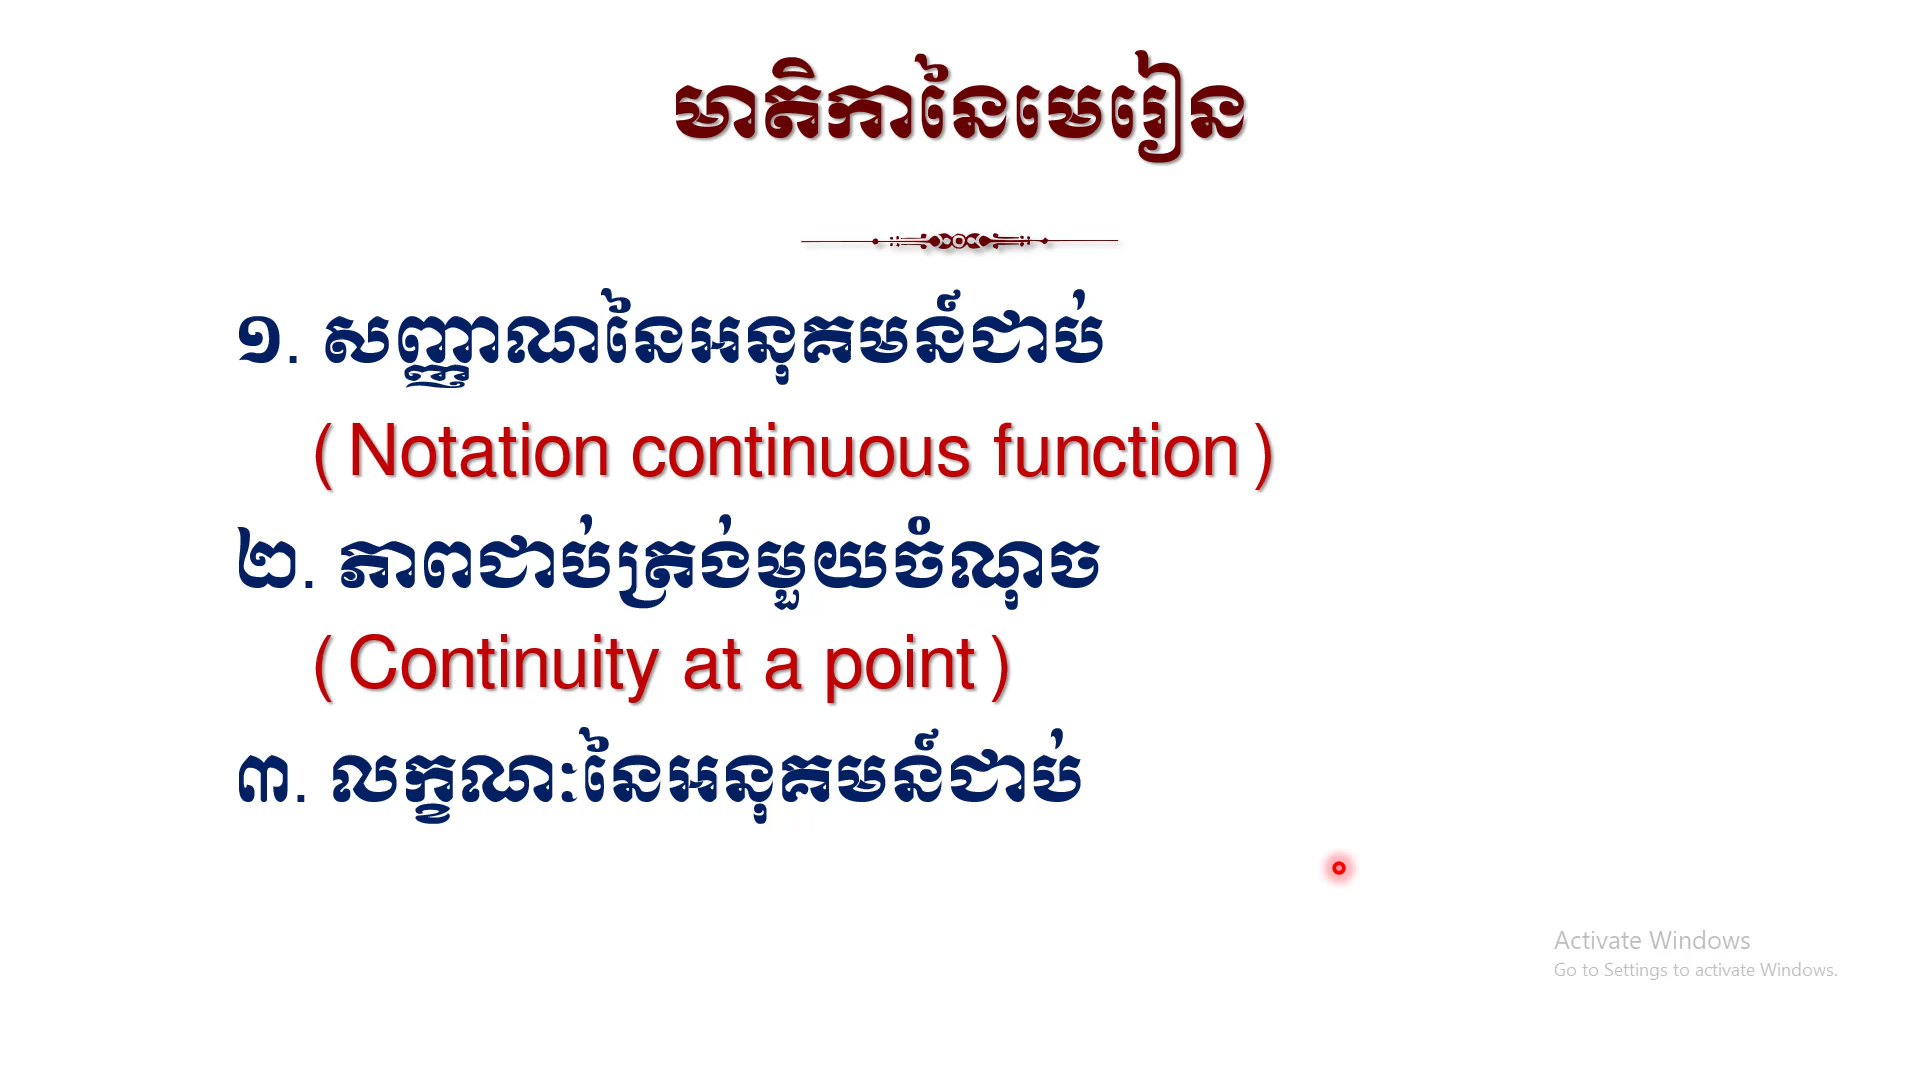 មាតិកានៃមេរៀន
១. សញ្ញាណនៃអនុគមន៍ជាប់
( Notation continuous function )
២. ភាពជាប់ត្រង់មួយចំណុច
( Continuity at a point )
៣. លក្ខណៈនៃអនុគមន៍ជាប់
Activate Windows
Go to Settings to activate Windows.